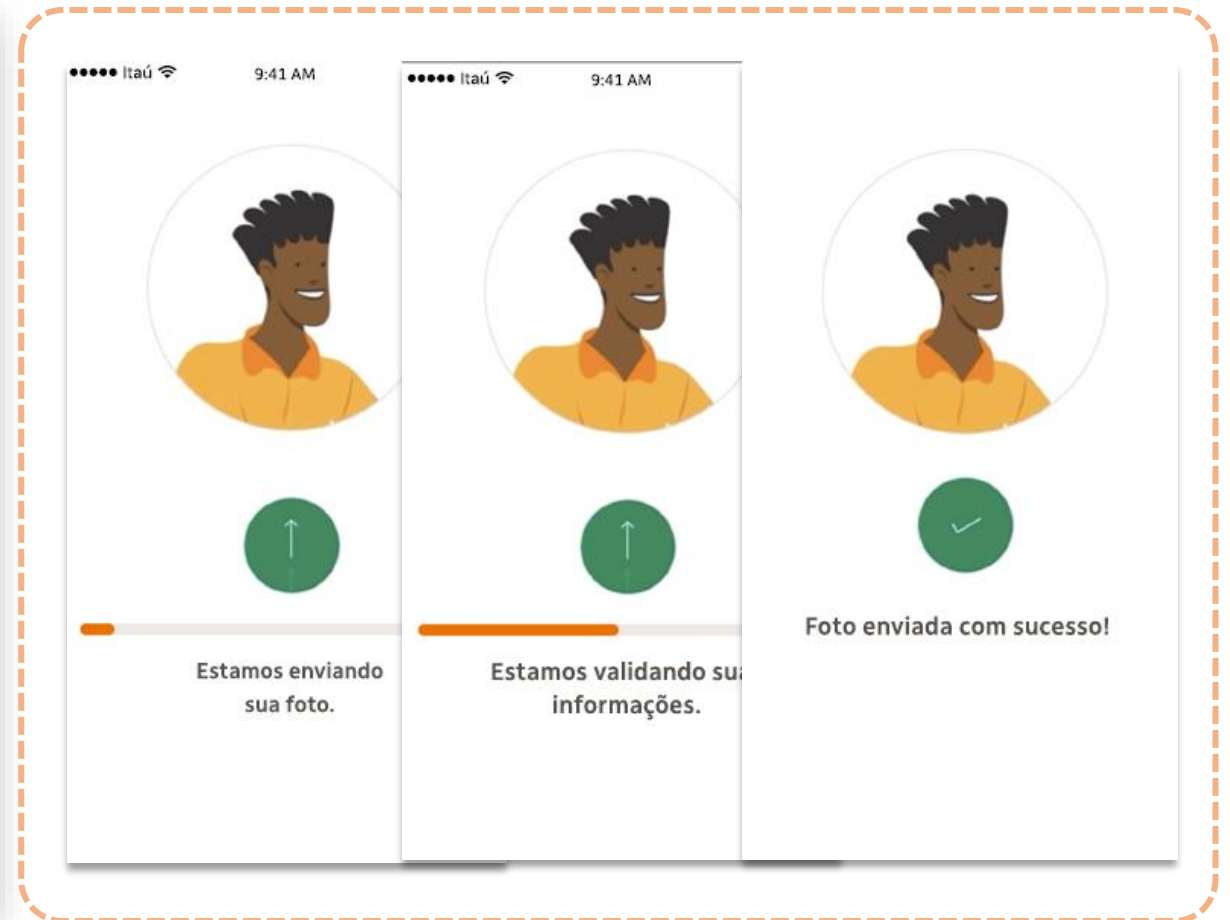 Itaú
9:41 AM
Estamos enviando
sua foto.
Itaú
9:41 AM
Estamos validando sua
informações.
Foto enviada com sucesso!